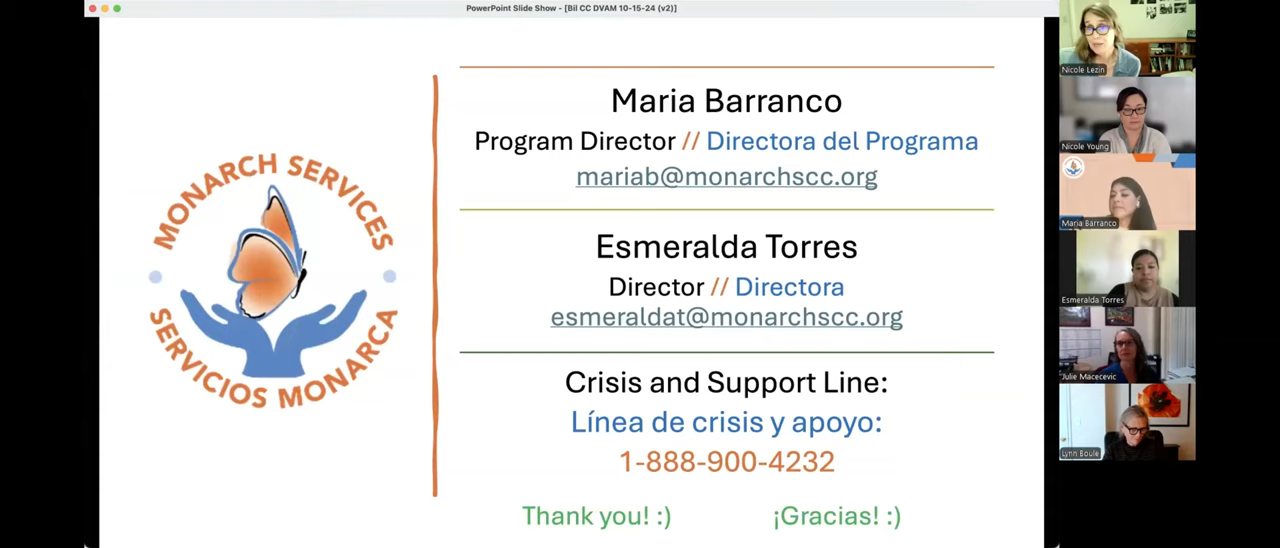 PowerPoint Slide Show - [Bil CC DVAM 10-15-24 (v2)]
MONARCH SERVICES
SERVICIOS MONARCA
Maria Barranco
Program Director // Directora del Programa
mariab@monarchscc.org
Esmeralda Torres
Director // Directora
esmeraldat@monarchscc.org
Crisis and Support Line:
Línea de crisis y apoyo:
1-888-900-4232
Thank you! :) ¡Gracias! :)
Nicole Lezin
Nicole Young
Maria Barranco
Esmeralda Torres
Julie Macecevic
Lynn Boule